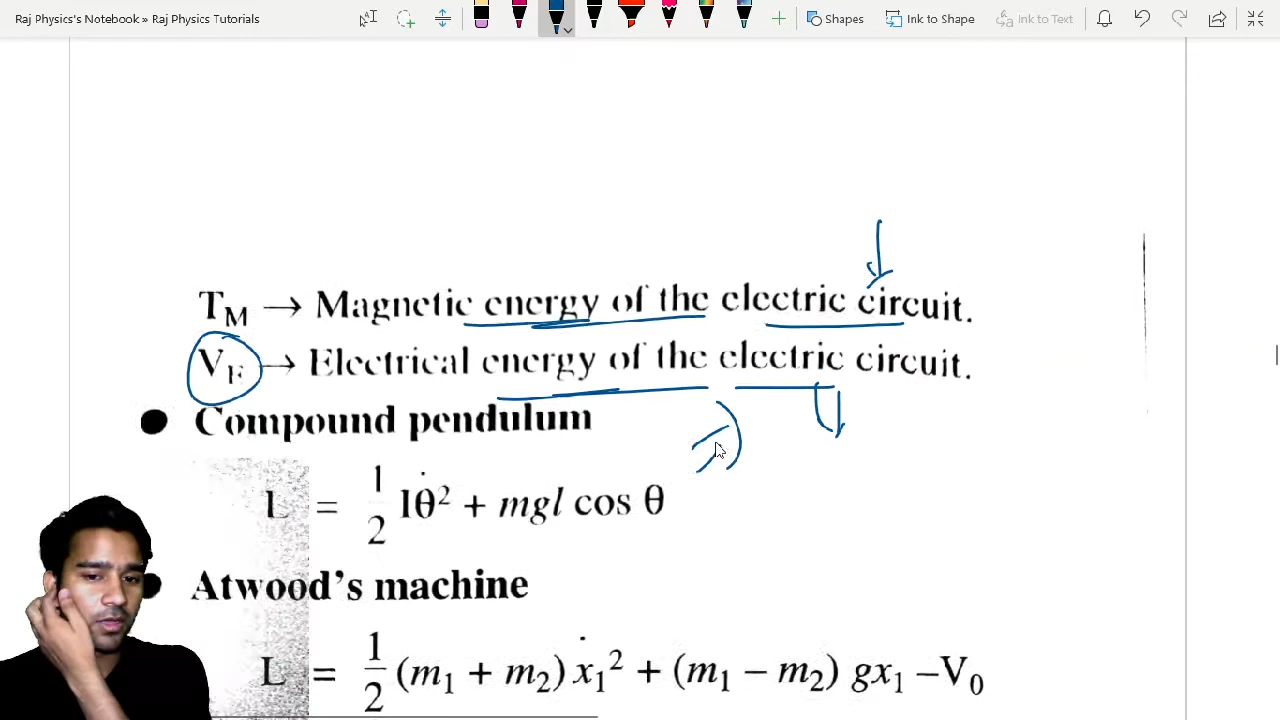 Raj Physics's Notebook » Raj Physics Tutorials
Shapes
Ink to Shape
Ink to Text
T_M → Magnetic energy of the electric circuit.
V_E → Electrical energy of the electric circuit.
● Compound pendulum
L = 1/2 Iθ̇² + mgl cos θ
● Atwood's machine
L = 1/2 (m₁ + m₂) ẋ₁² + (m₁ − m₂) gx₁ −V₀